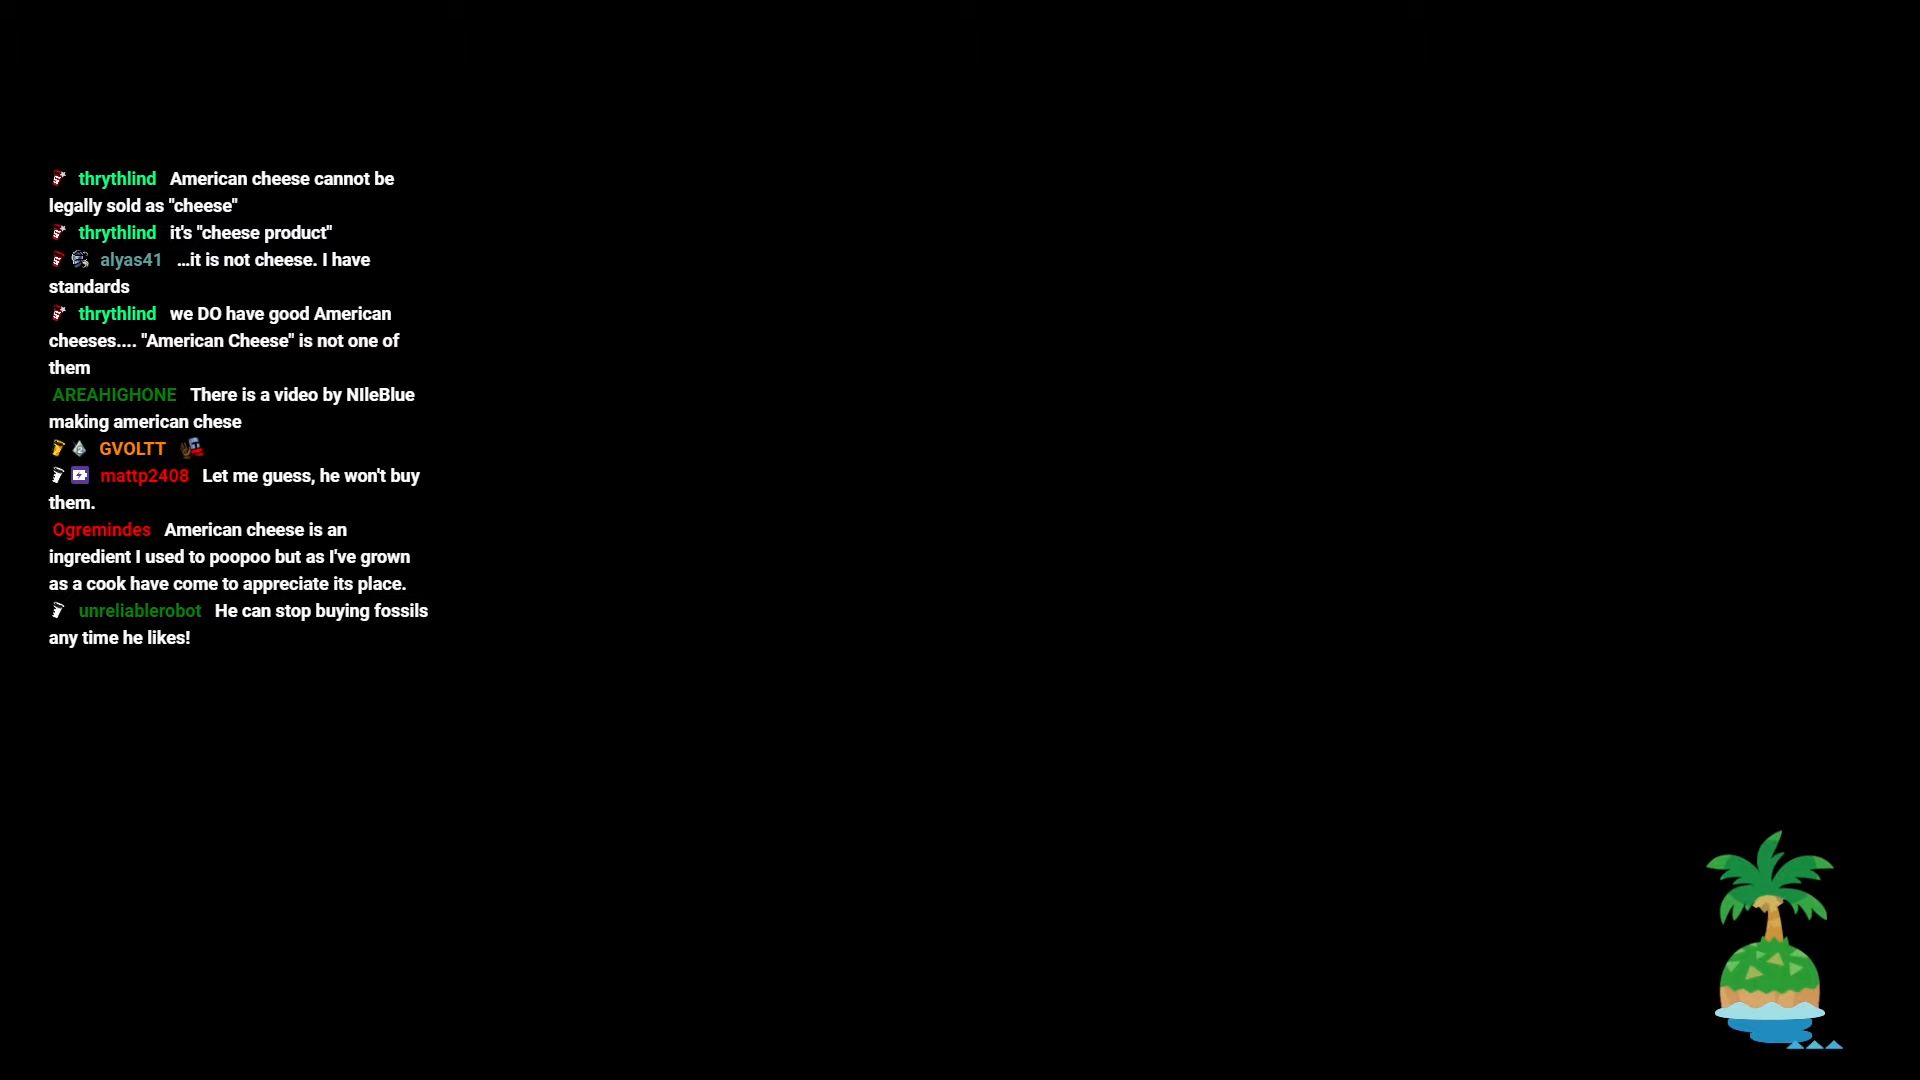 thrythlind American cheese cannot be
legally sold as "cheese"
thrythlind it's "cheese product"
alyas41 ...it is not cheese. I have
standards
thrythlind we DO have good American
cheeses.... "American Cheese" is not one of
them
AREAHIGHONE There is a video by NIleBlue
making american chese
GVOLTT
mattp2408 Let me guess, he won't buy
them.
Ogremindes American cheese is an
ingredient I used to poopoo but as I've grown
as a cook have come to appreciate its place.
unreliablerobot He can stop buying fossils
any time he likes!